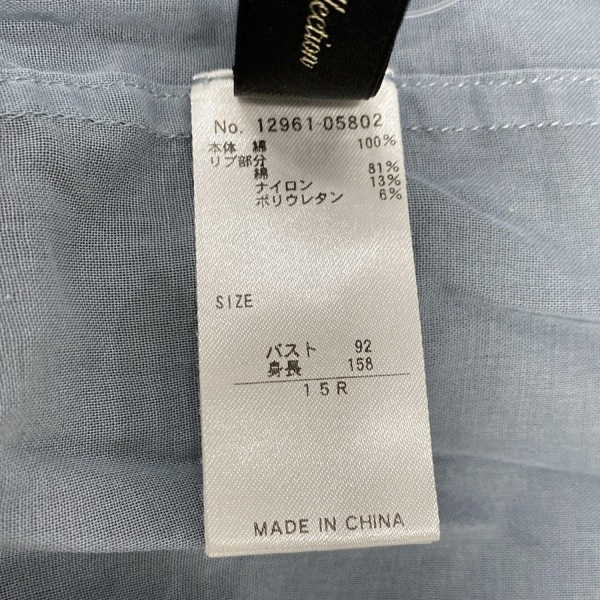 No. 12961-05802
本体 綿 100%
リブ部分
綿 81%
ナイロン 13%
ポリウレタン 6%
SIZE
バスト 92
身長 158
15R
MADE IN CHINA